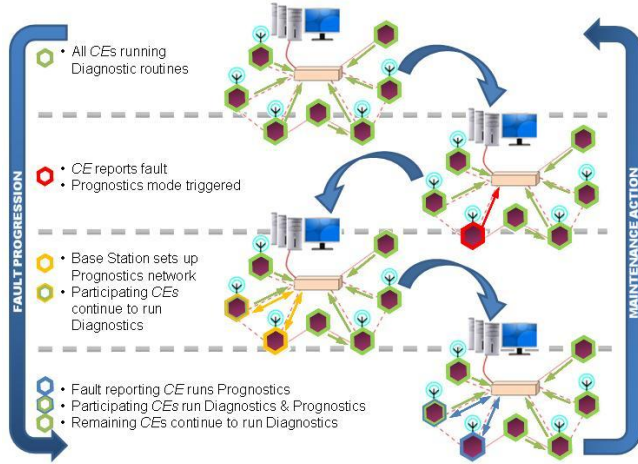 FAULT PROGRESSION
• All CEs running
Diagnostic routines
• CE reports fault
• Prognostics mode triggered
• Base Station sets up
Prognostics network
• Participating CEs
continue to run
Diagnostics
• Fault reporting CE runs Prognostics
• Participating CEs run Diagnostics & Prognostics
• Remaining CEs continue to run Diagnostics
MAINTENANCE ACTION